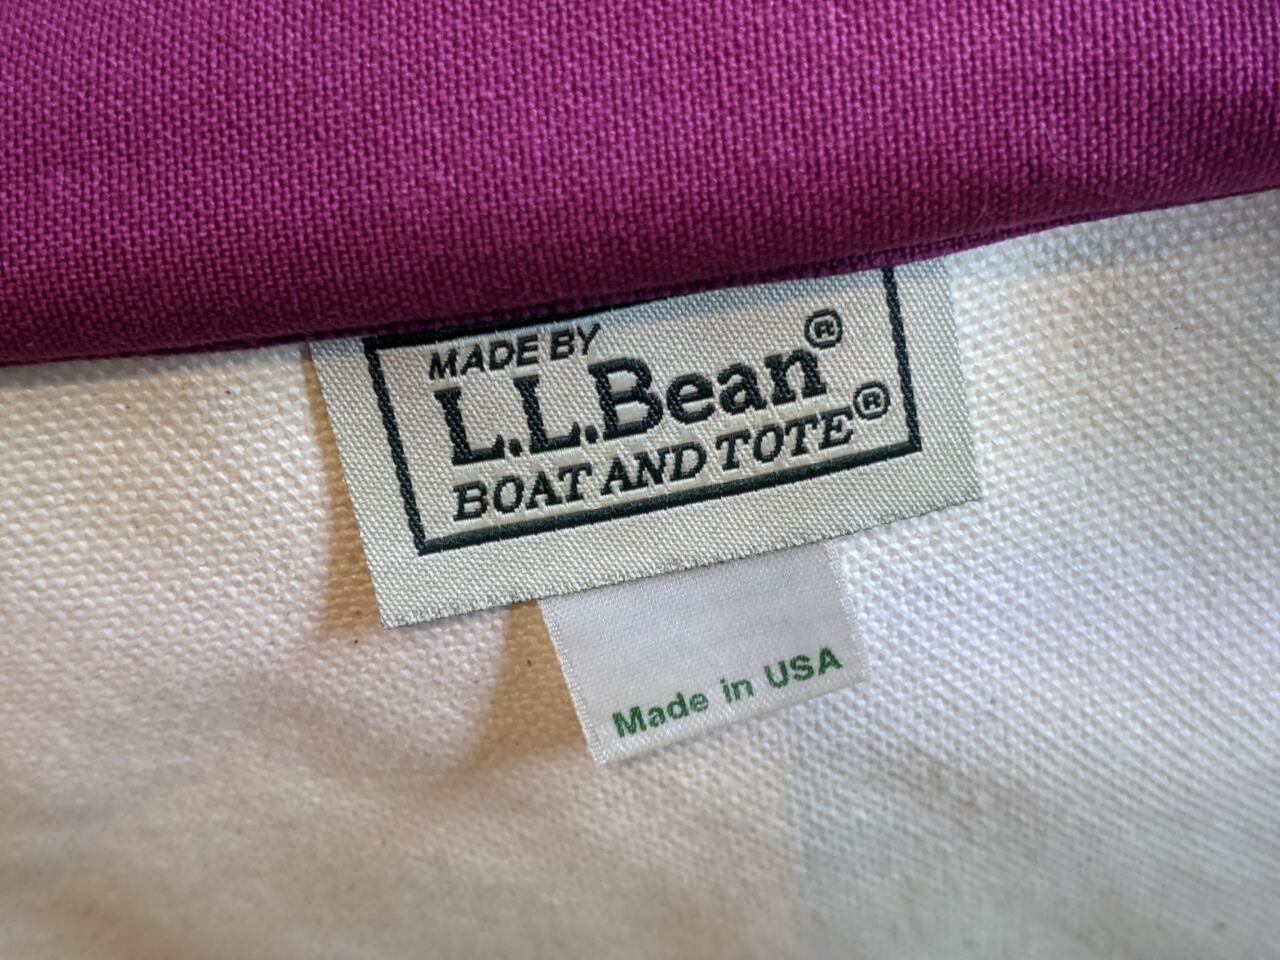 MADE BY
L.L.Bean®
BOAT AND TOTE®
Made in USA